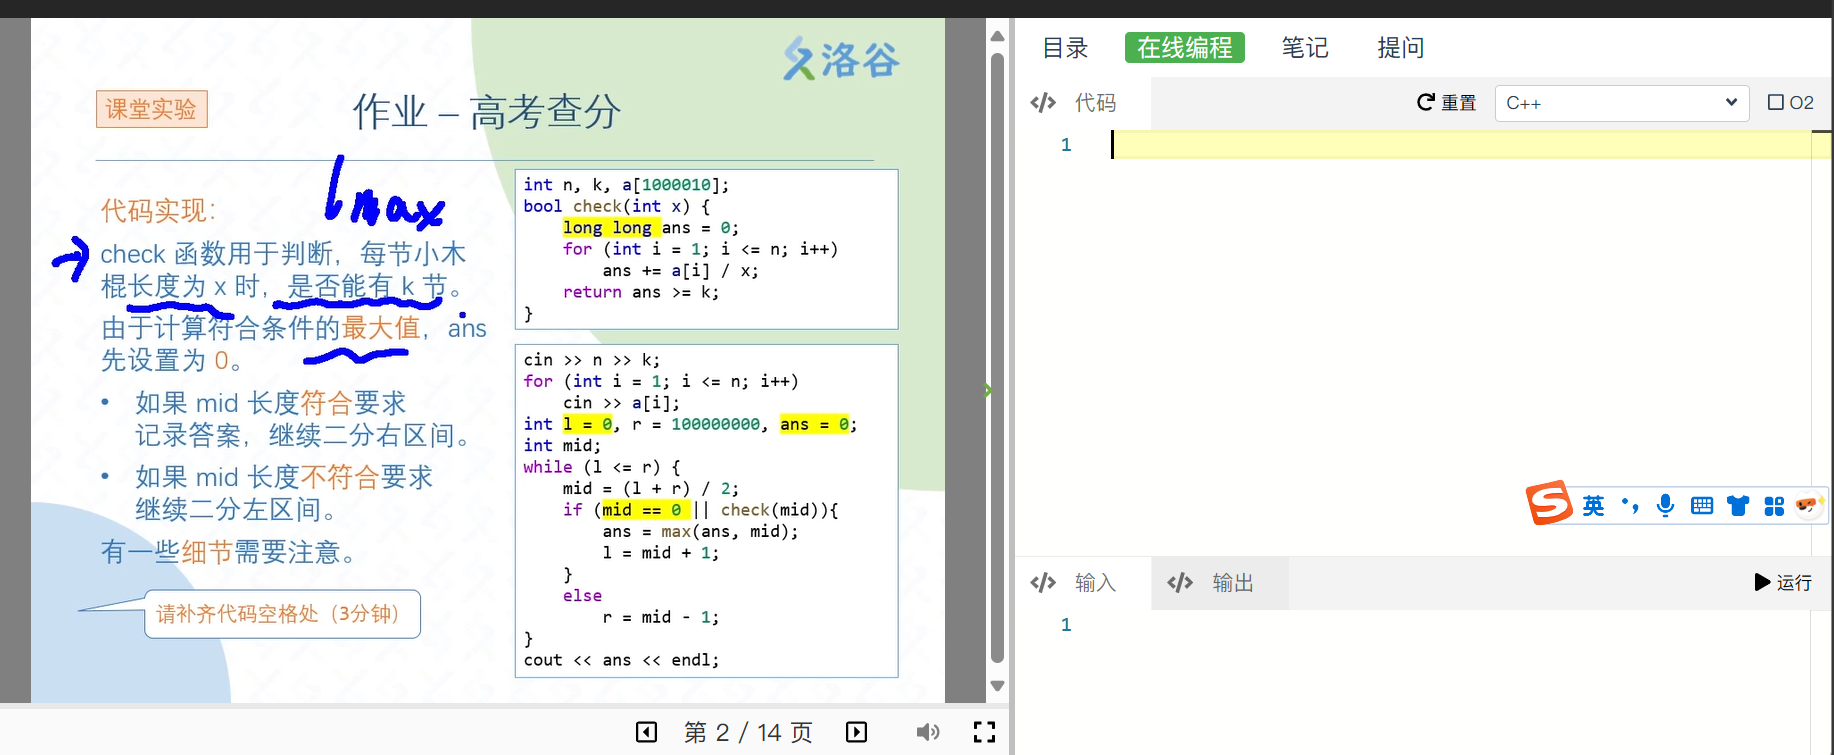 洛谷
课堂实验
作业 – 高考查分
lmax
代码实现：
check 函数用于判断，每节小木
棍长度为 x 时，是否能有 k 节。
由于计算符合条件的最大值，ans
先设置为 0。
• 如果 mid 长度符合要求
记录答案，继续二分右区间。
• 如果 mid 长度不符合要求
继续二分左区间。
有一些细节需要注意。
请补齐代码空格处（3分钟）
int n, k, a[1000010];
bool check(int x) {
    long long ans = 0;
    for (int i = 1; i <= n; i++)
        ans += a[i] / x;
    return ans >= k;
}
cin >> n >> k;
for (int i = 1; i <= n; i++)
    cin >> a[i];
int l = 0, r = 100000000, ans = 0;
int mid;
while (l <= r) {
    mid = (l + r) / 2;
    if (mid == 0 || check(mid)){
        ans = max(ans, mid);
        l = mid + 1;
    }
    else
        r = mid - 1;
}
cout << ans << endl;
第 2 / 14 页
目录 在线编程 笔记 提问
</> 代码 重置 C++ O2
1
英
</> 输入 </> 输出 运行
1